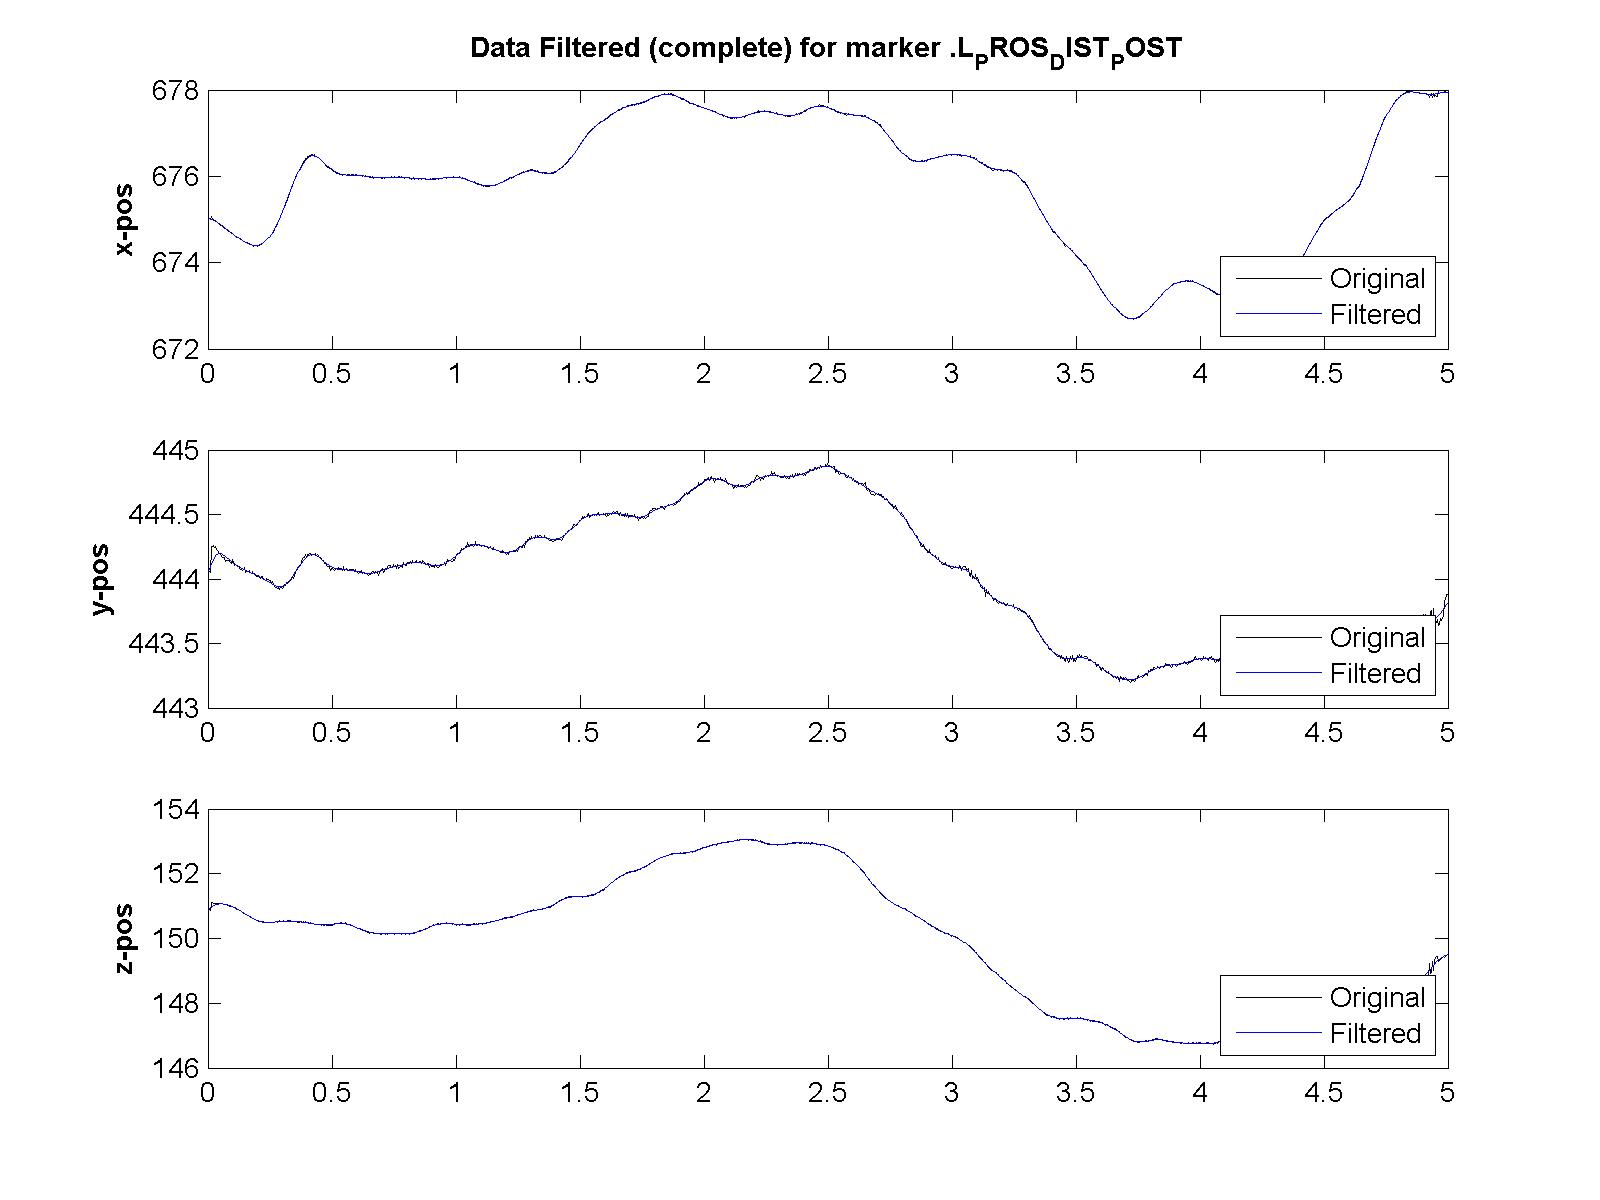 Data Filtered (complete) for marker .L_PROS_DIST_POST
678
676
674
672
x-pos
0 0.5 1 1.5 2 2.5 3 3.5 4 4.5 5
Original
Filtered
445
444.5
444
443.5
443
y-pos
0 0.5 1 1.5 2 2.5 3 3.5 4 4.5 5
Original
Filtered
154
152
150
148
146
z-pos
0 0.5 1 1.5 2 2.5 3 3.5 4 4.5 5
Original
Filtered